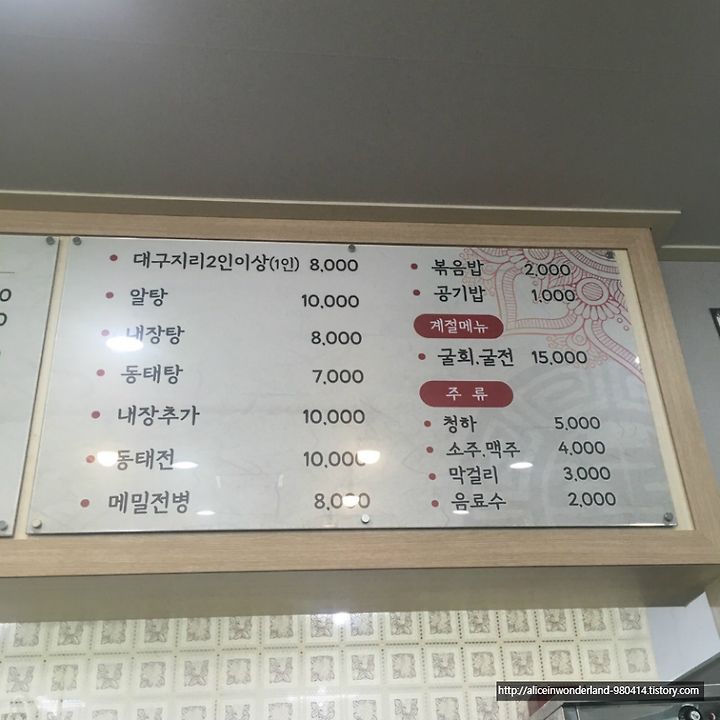 대구지리2인이상(1인) 8,000
알탕 10,000
내장탕 8,000
동태탕 7,000
내장추가 10,000
동태전 10,000
메밀전병 8,000
볶음밥 2,000
공기밥 1,000
계절메뉴
굴회.굴전 15,000
주 류
청하 5,000
소주.맥주 4,000
막걸리 3,000
음료수 2,000
http://aliceinwonderland-980414.tistory.com